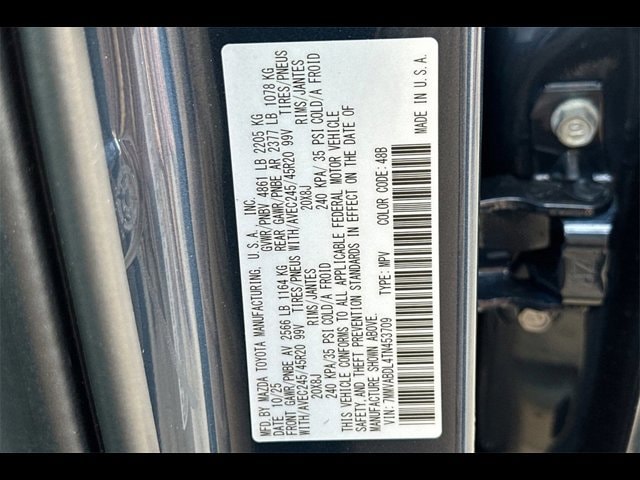 MFD. BY MAZDA TOYOTA MANUFACTURING, U.S.A., INC.
DATE: 10/25 GVWR/PNBV 4861 LB 2205 KG
FRONT GAWR/PNBE AV 2566 LB 1164 KG REAR GAWR/PNBE AR 2377 LB 1078 KG
WITH/AVEC245/45R20 99V TIRES/PNEUS WITH/AVEC245/45R20 99V TIRES/PNEUS
20X8J RIMS/JANTES 20X8J RIMS/JANTES
240 KPA/35 PSI COLD/A FROID 240 KPA/ 35 PSI COLD/A FROID
THIS VEHICLE CONFORMS TO ALL APPLICABLE FEDERAL MOTOR VEHICLE
SAFETY, AND THEFT PREVENTION STANDARDS IN EFFECT ON THE DATE OF
MANUFACTURE SHOWN ABOVE.
VIN: 7MMVABDL4TN453709 TYPE: MPV COLOR CODE: 48B
MADE IN U.S.A.